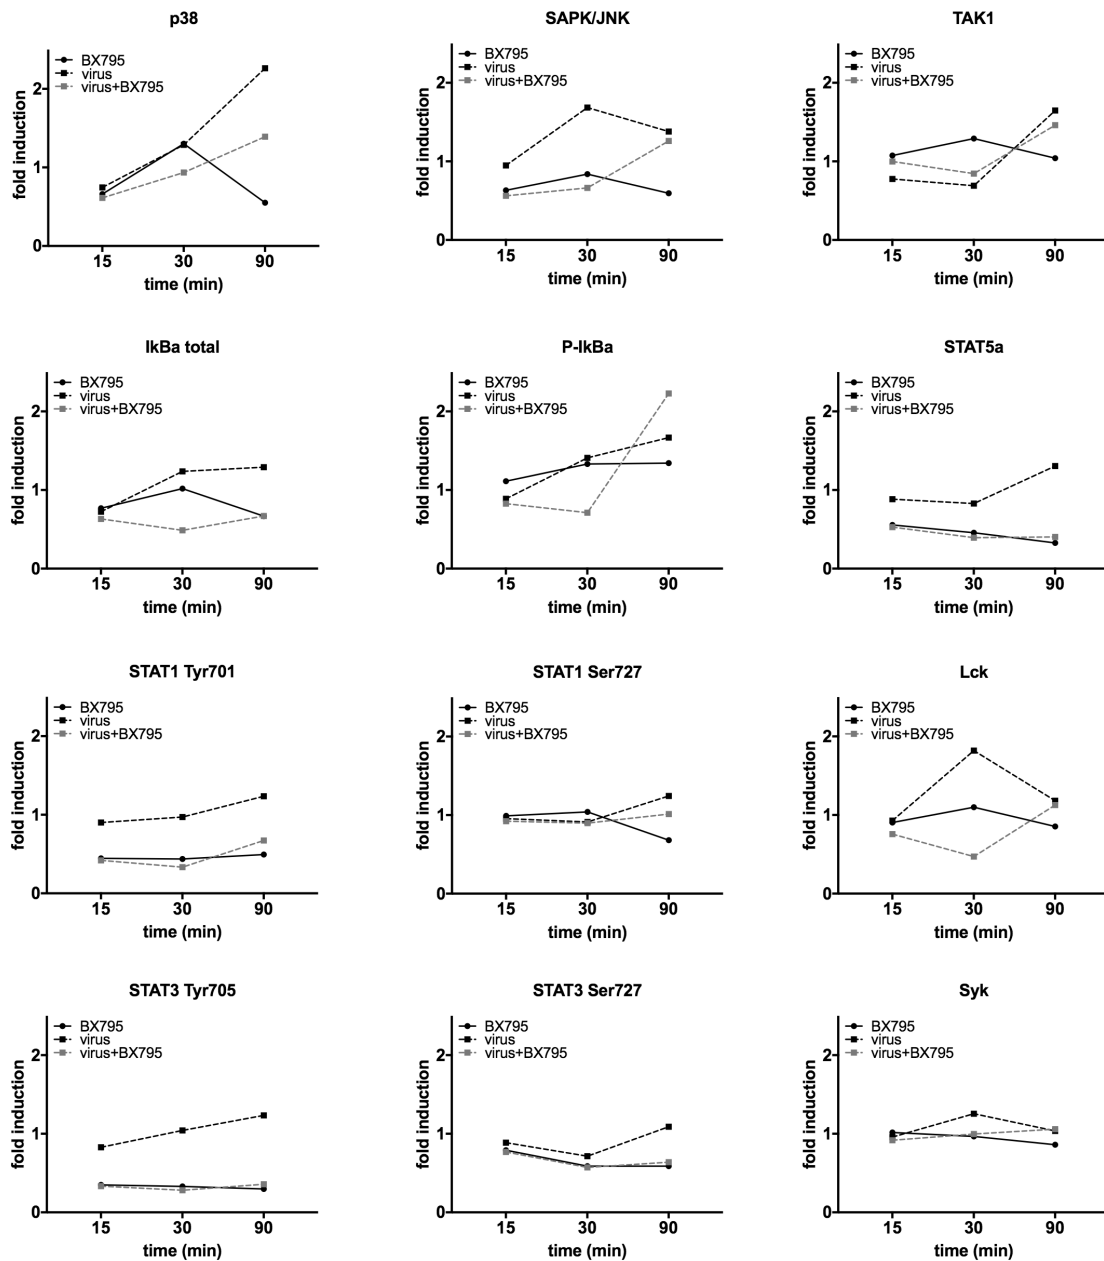 p38
BX795
virus
virus+BX795
fold induction
2
1
0
15 30 90
time (min)
SAPK/JNK
BX795
virus
virus+BX795
fold induction
2
1
0
15 30 90
time (min)
TAK1
BX795
virus
virus+BX795
fold induction
2
1
0
15 30 90
time (min)
IkBa total
BX795
virus
virus+BX795
fold induction
2
1
0
15 30 90
time (min)
P-IkBa
BX795
virus
virus+BX795
fold induction
2
1
0
15 30 90
time (min)
STAT5a
BX795
virus
virus+BX795
fold induction
2
1
0
15 30 90
time (min)
STAT1 Tyr701
BX795
virus
virus+BX795
fold induction
2
1
0
15 30 90
time (min)
STAT1 Ser727
BX795
virus
virus+BX795
fold induction
2
1
0
15 30 90
time (min)
Lck
BX795
virus
virus+BX795
fold induction
2
1
0
15 30 90
time (min)
STAT3 Tyr705
BX795
virus
virus+BX795
fold induction
2
1
0
15 30 90
time (min)
STAT3 Ser727
BX795
virus
virus+BX795
fold induction
2
1
0
15 30 90
time (min)
Syk
BX795
virus
virus+BX795
fold induction
2
1
0
15 30 90
time (min)